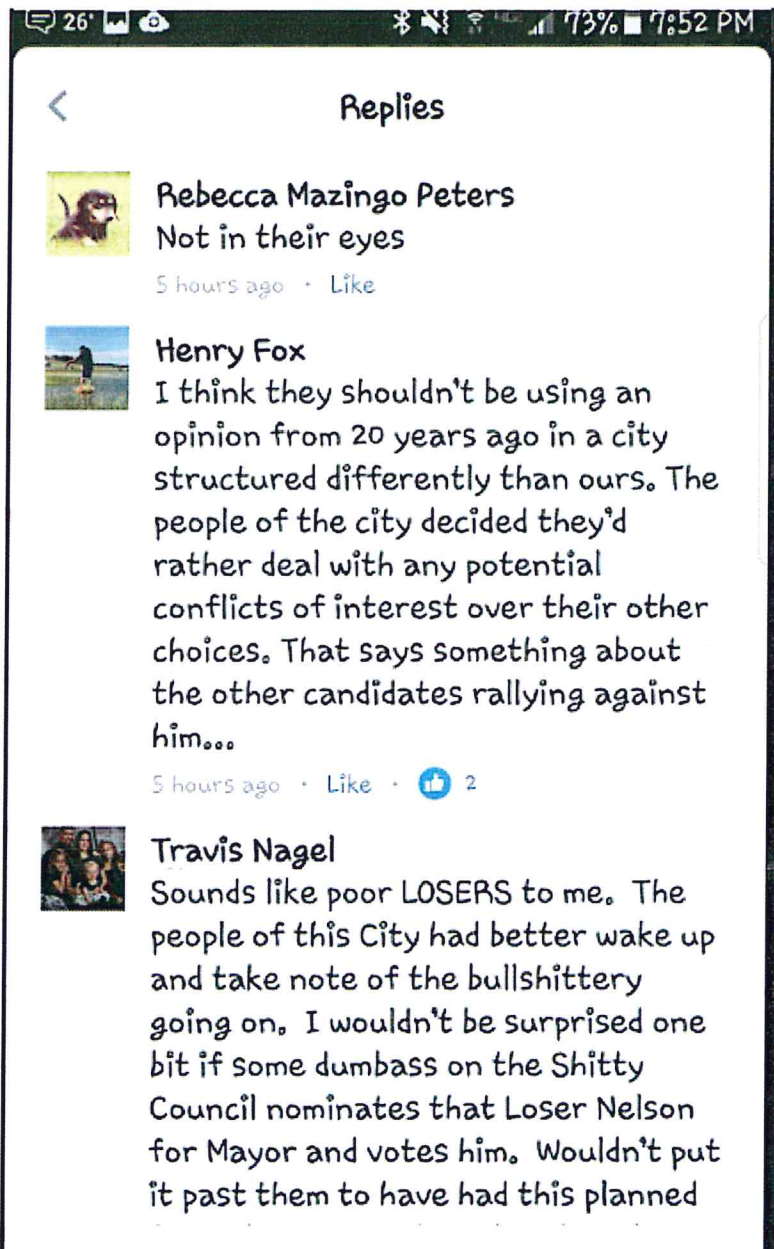 26° 73% 7:52 PM
Replies
Rebecca Mazingo Peters
Not in their eyes
5 hours ago · Like
Henry Fox
I think they shouldn't be using an
opinion from 20 years ago in a city
structured differently than ours. The
people of the city decided they'd
rather deal with any potential
conflicts of interest over their other
choices. That says something about
the other candidates rallying against
him...
5 hours ago · Like · 2
Travis Nagel
Sounds like poor LOSERS to me. The
people of this City had better wake up
and take note of the bullshittery
going on. I wouldn't be surprised one
bit if some dumbass on the Shitty
Council nominates that Loser Nelson
for Mayor and votes him. Wouldn't put
it past them to have had this planned